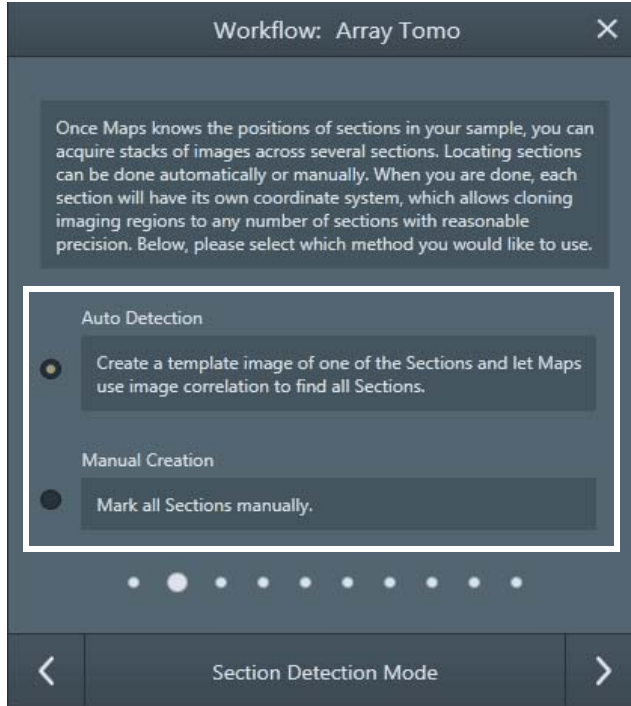 Workflow: Array Tomo
Once Maps knows the positions of sections in your sample, you can
acquire stacks of images across several sections. Locating sections
can be done automatically or manually. When you are done, each
section will have its own coordinate system, which allows cloning
imaging regions to any number of sections with reasonable
precision. Below, please select which method you would like to use.
Auto Detection
Create a template image of one of the Sections and let Maps
use image correlation to find all Sections.
Manual Creation
Mark all Sections manually.
Section Detection Mode